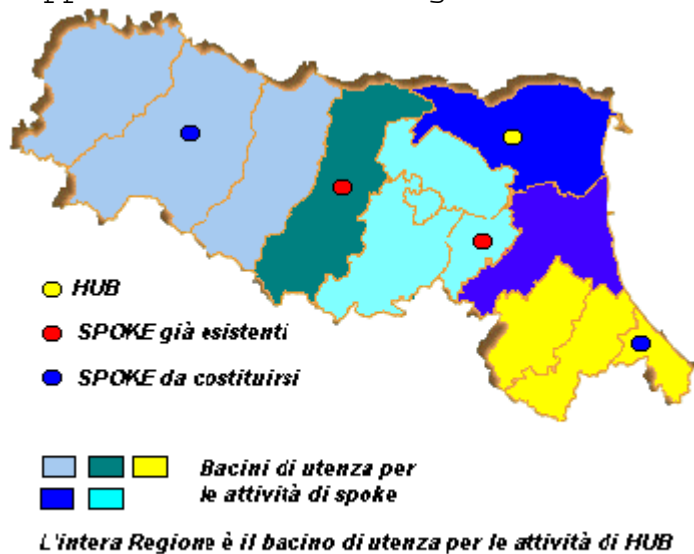 HUB
SPOKE già esistenti
SPOKE da costituirsi
Bacini di utenza per
le attività di spoke
L'intera Regione è il bacino di utenza per le attività di HUB